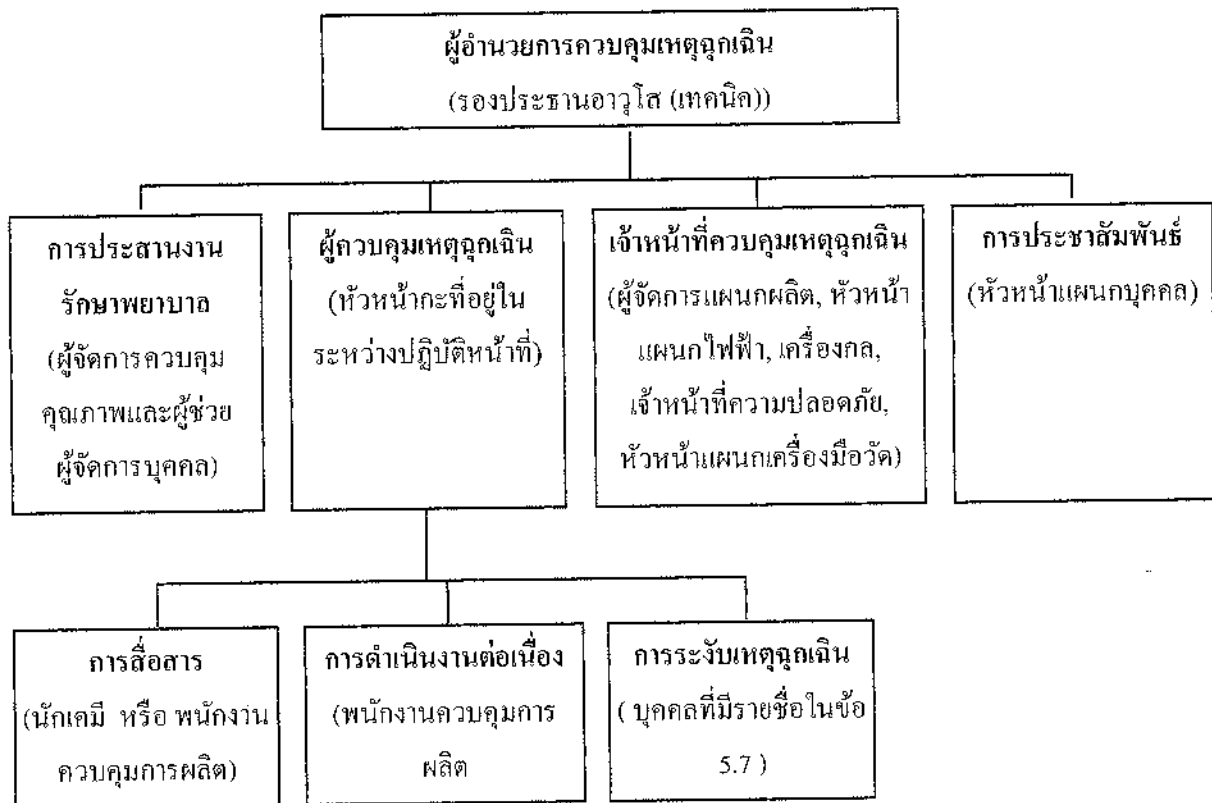 ผู้อำนวยการควบคุมเหตุฉุกเฉิน
(รองประธานอาวุโส (เทคนิค))
การประสานงาน
รักษาพยาบาล
(ผู้จัดการควบคุม
คุณภาพและผู้ช่วย
ผู้จัดการบุคคล)
ผู้ควบคุมเหตุฉุกเฉิน
(หัวหน้ากะที่อยู่ใน
ระหว่างปฏิบัติหน้าที่)
เจ้าหน้าที่ควบคุมเหตุฉุกเฉิน
(ผู้จัดการแผนกผลิต, หัวหน้า
แผนกไฟฟ้า, เครื่องกล,
เจ้าหน้าที่ความปลอดภัย,
หัวหน้าแผนกเครื่องมือวัด)
การประชาสัมพันธ์
(หัวหน้าแผนกบุคคล)
การสื่อสาร
(นักเคมี หรือ พนักงาน
ควบคุมการผลิต)
การดำเนินงานต่อเนื่อง
(พนักงานควบคุมการ
ผลิต
การระงับเหตุฉุกเฉิน
( บุคคลที่มีรายชื่อในข้อ
5.7 )